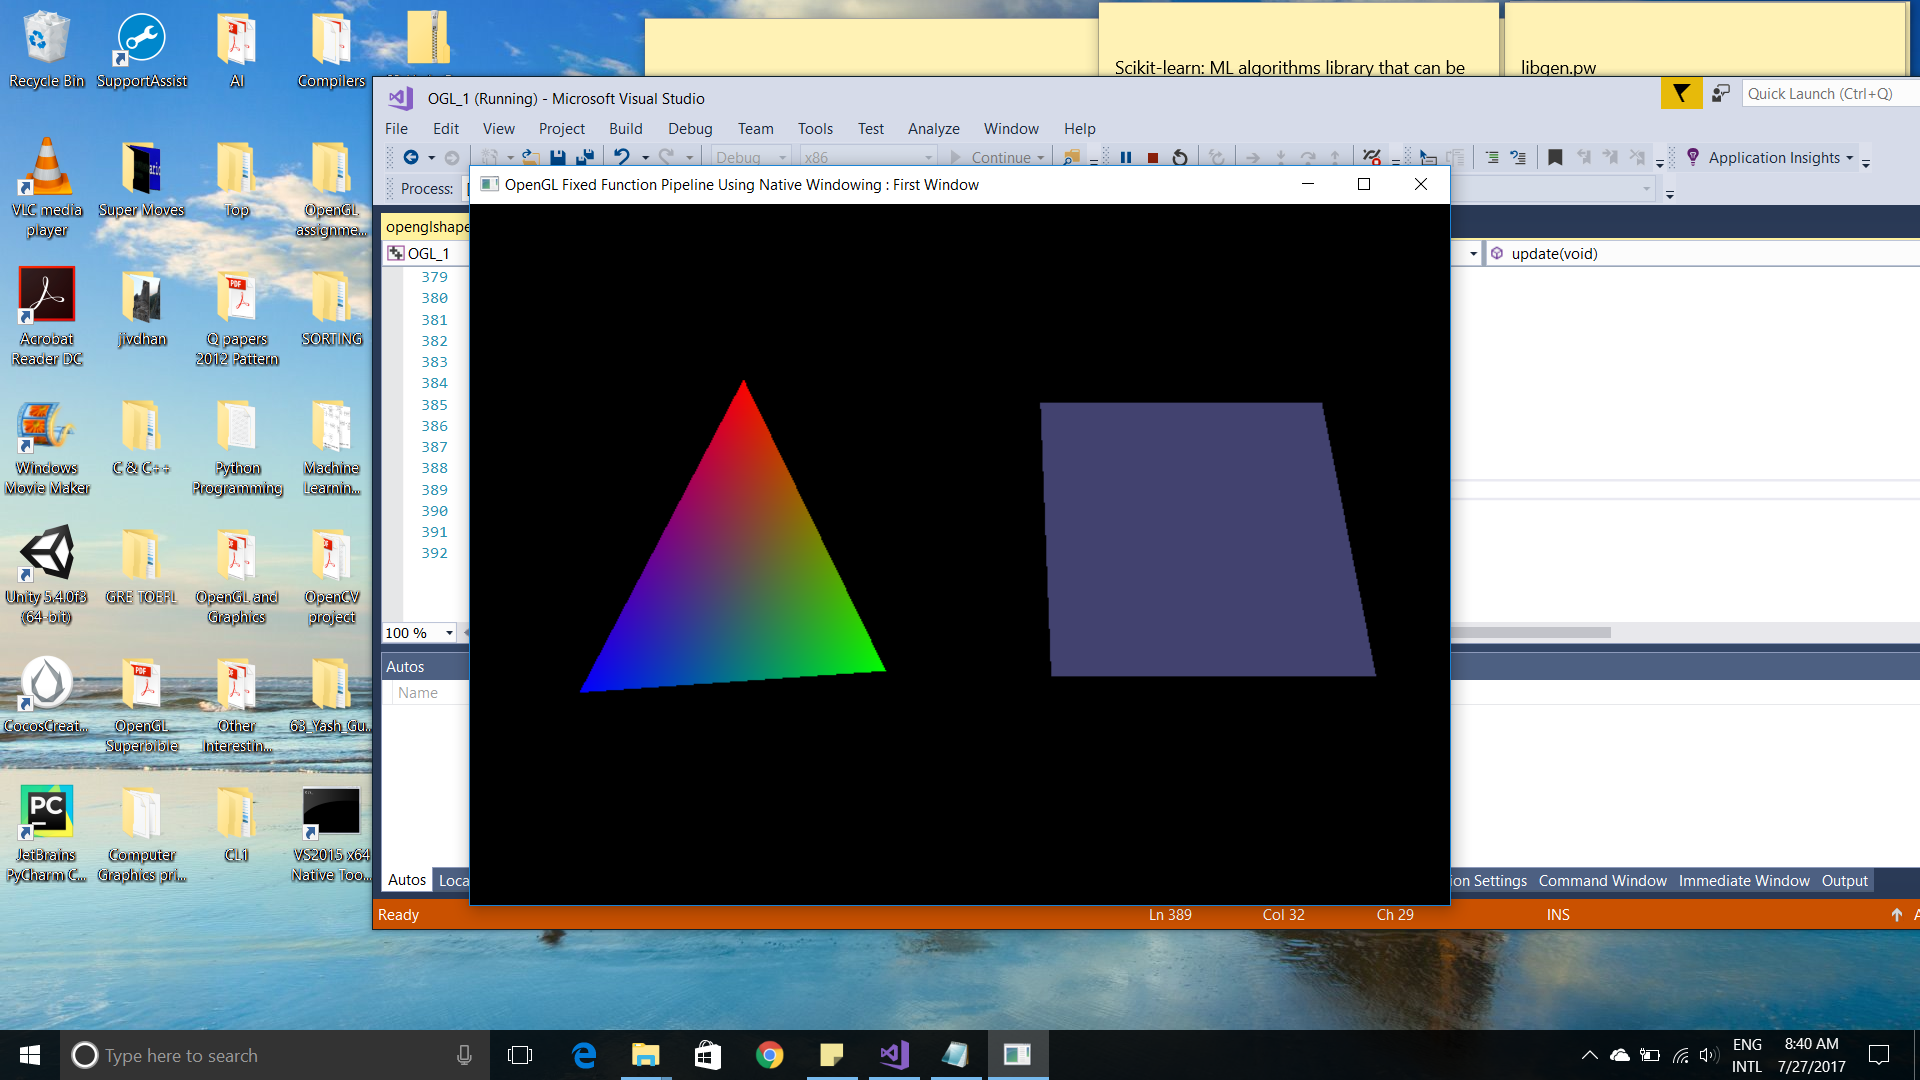 Recycle Bin
SupportAssist
AI
Compilers
Scikit-learn: ML algorithms library that can be
libgen.pw
OGL_1 (Running) - Microsoft Visual Studio
Quick Launch (Ctrl+Q)
File Edit View Project Build Debug Team Tools Test Analyze Window Help
Debug x86 Continue Application Insights
Process:
OpenGL Fixed Function Pipeline Using Native Windowing : First Window
openglshape
OGL_1
update(void)
379
380
381
382
383
384
385
386
387
388
389
390
391
392
100 %
Autos
Name
Autos Loca
ion Settings Command Window Immediate Window Output
Ready Ln 389 Col 32 Ch 29 INS
VLC media
player
Super Moves
Top
OpenGL
assignme...
Acrobat
Reader DC
jivdhan
Q papers
2012 Pattern
SORTING
Windows
Movie Maker
C & C++
Python
Programming
Machine
Learnin...
Unity 5.4.0f3
(64-bit)
GRE TOEFL
OpenGL and
Graphics
OpenCV
project
CocosCreat...
OpenGL
Superbible
Other
Interestin...
63_Yash_Gu...
JetBrains
PyCharm C...
Computer
Graphics pri...
CL1
VS2015 x64
Native Too...
Type here to search
ENG
INTL
8:40 AM
7/27/2017